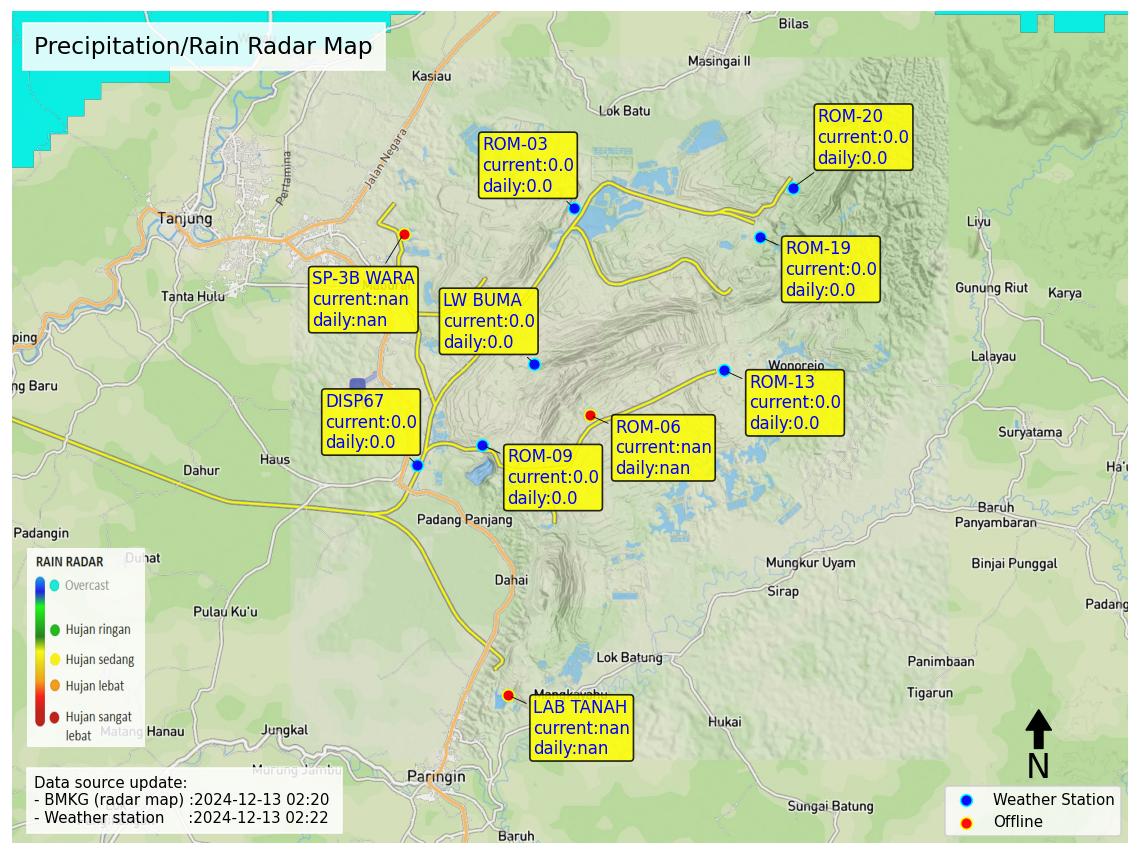 Precipitation/Rain Radar Map
Bilas
Masingai II
Kasiau
Lok Batu
Jalan Negara
Pertamina
Tanjung
Tanta Hulu
ROM-03
current:0.0
daily:0.0
ROM-20
current:0.0
daily:0.0
ROM-19
current:0.0
daily:0.0
SP-3B WARA
current:nan
daily:nan
LW BUMA
current:0.0
daily:0.0
Liyu
Gunung Riut
Karya
Lalayau
Wonorejo
ROM-13
current:0.0
daily:0.0
ping
ng Baru
DISP67
current:0.0
daily:0.0
ROM-06
current:nan
daily:nan
ROM-09
current:0.0
daily:0.0
Suryatama
Ha'u
Haus
Dahur
Padangin
Padang Panjang
Baruh
Panyambaran
Binjai Punggal
Mungkur Uyam
Sirap
Padang
Dahai
Duhat
Pulau Ku'u
RAIN RADAR
Overcast
Hujan ringan
Hujan sedang
Hujan lebat
Hujan sangat
lebat
Lok Batung
Panimbaan
Tigarun
LAB TANAH
current:nan
daily:nan
Hukai
Jungkal
Paringin
Sungai Batung
Baruh
Data source update:
- BMKG (radar map) :2024-12-13 02:20
- Weather station :2024-12-13 02:22
N
Weather Station
Offline